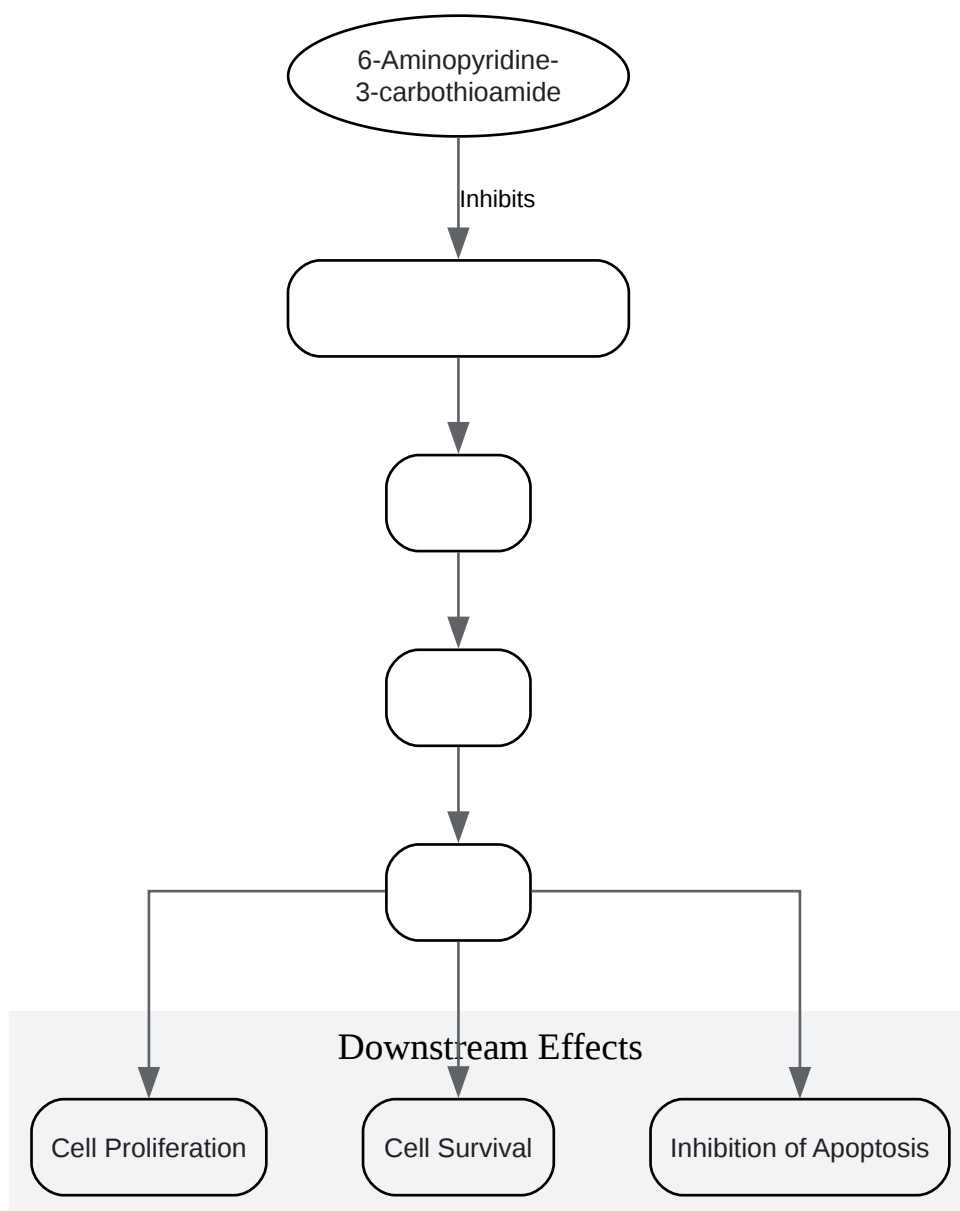 6-Aminopyridine-
3-carbothioamide
Inhibits
Downstream Effects
Cell Proliferation
Cell Survival
Inhibition of Apoptosis